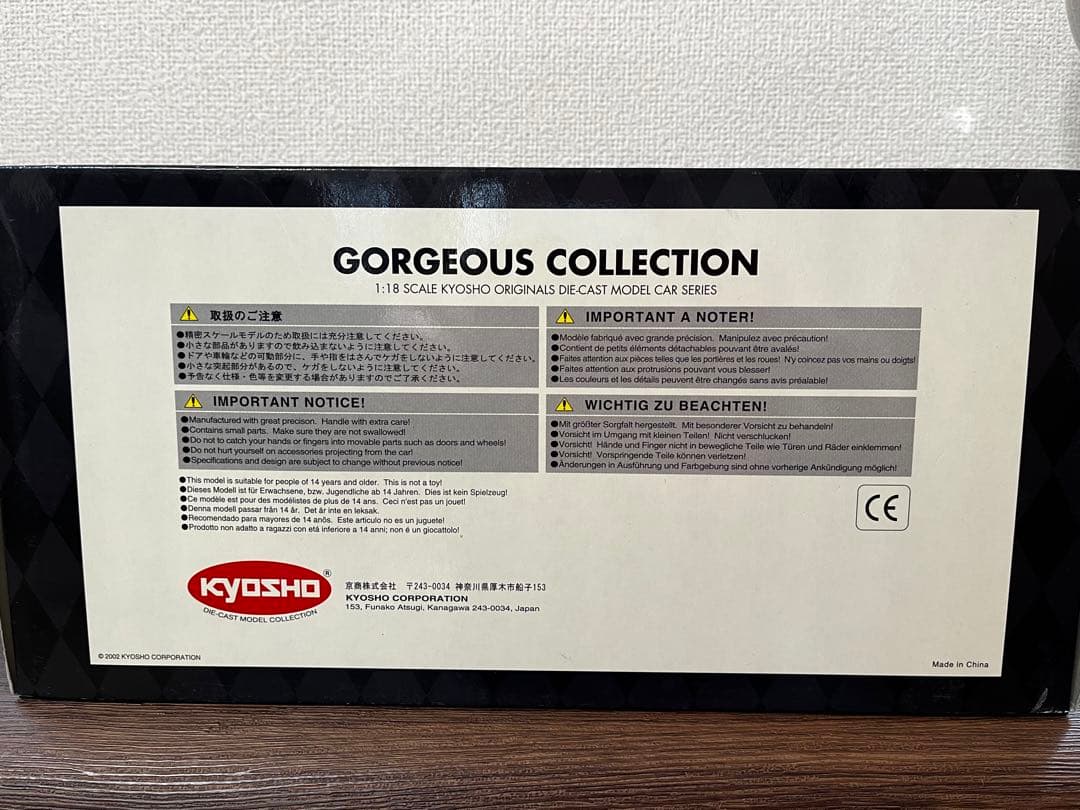 GORGEOUS COLLECTION
1:18 SCALE KYOSHO ORIGINALS DIE-CAST MODEL CAR SERIES
取扱のご注意
●精密スケールモデルのため取扱には充分注意してください。
●小さな部品がありますので飲み込まないように注意してください。
●ドアや車輪などの可動部分に、手や指をはさんでケガをしないように注意してください。
●小さな突起部分があるので、ケガをしないように注意してください。
●予告なく仕様・色等を変更する場合がありますのでご了承ください。
IMPORTANT A NOTER!
●Modèle fabriqué avec grande précision. Manipulez avec précaution!
●Contient de petits éléments détachables pouvant être avalés!
●Faites attention aux pièces telles que les portières et les roues! N'y coincez pas vos mains ou doigts!
●Faites attention aux protrusions pouvant vous blesser!
●Les couleurs et les détails peuvent être changés sans avis préalable!
IMPORTANT NOTICE!
●Manufactured with great precison. Handle with extra care!
●Contains small parts. Make sure they are not swallowed!
●Do not to catch your hands or fingers into movable parts such as doors and wheels!
●Do not hurt yourself on accessories projecting from the car!
●Specifications and design are subject to change without previous notice!
WICHTIG ZU BEACHTEN!
●Mit größter Sorgfalt hergestellt. Mit besonderer Vorsicht zu behandeln!
●Vorsicht im Umgang mit kleinen Teilen! Nicht verschlucken!
●Vorsicht! Hände und Finger nicht in bewegliche Teile wie Türen und Räder einklemmen!
●Vorsicht! Vorspringende Teile können verletzen!
●Änderungen in Ausführung und Farbgebung sind ohne vorherige Ankündigung möglich!
●This model is suitable for people of 14 years and older. This is not a toy!
●Dieses Modell ist für Erwachsene, bzw. Jugendliche ab 14 Jahren. Dies ist kein Spielzeug!
●Ce modèle est pour des modélistes de plus de 14 ans. Ceci n'est pas un jouet!
●Denna modell passar från 14 år. Det är inte en leksak.
●Recomendado para mayores de 14 anôs. Este articulo no es un juguete!
●Prodotto non adatto a ragazzi con etá inferiore a 14 anni; non é un giocattolo!
CE
KYOSHO®
DIE-CAST MODEL COLLECTION
京商株式会社 〒243-0034 神奈川県厚木市船子153
KYOSHO CORPORATION
153, Funako Atsugi, Kanagawa 243-0034, Japan
© 2002 KYOSHO CORPORATION
Made in China